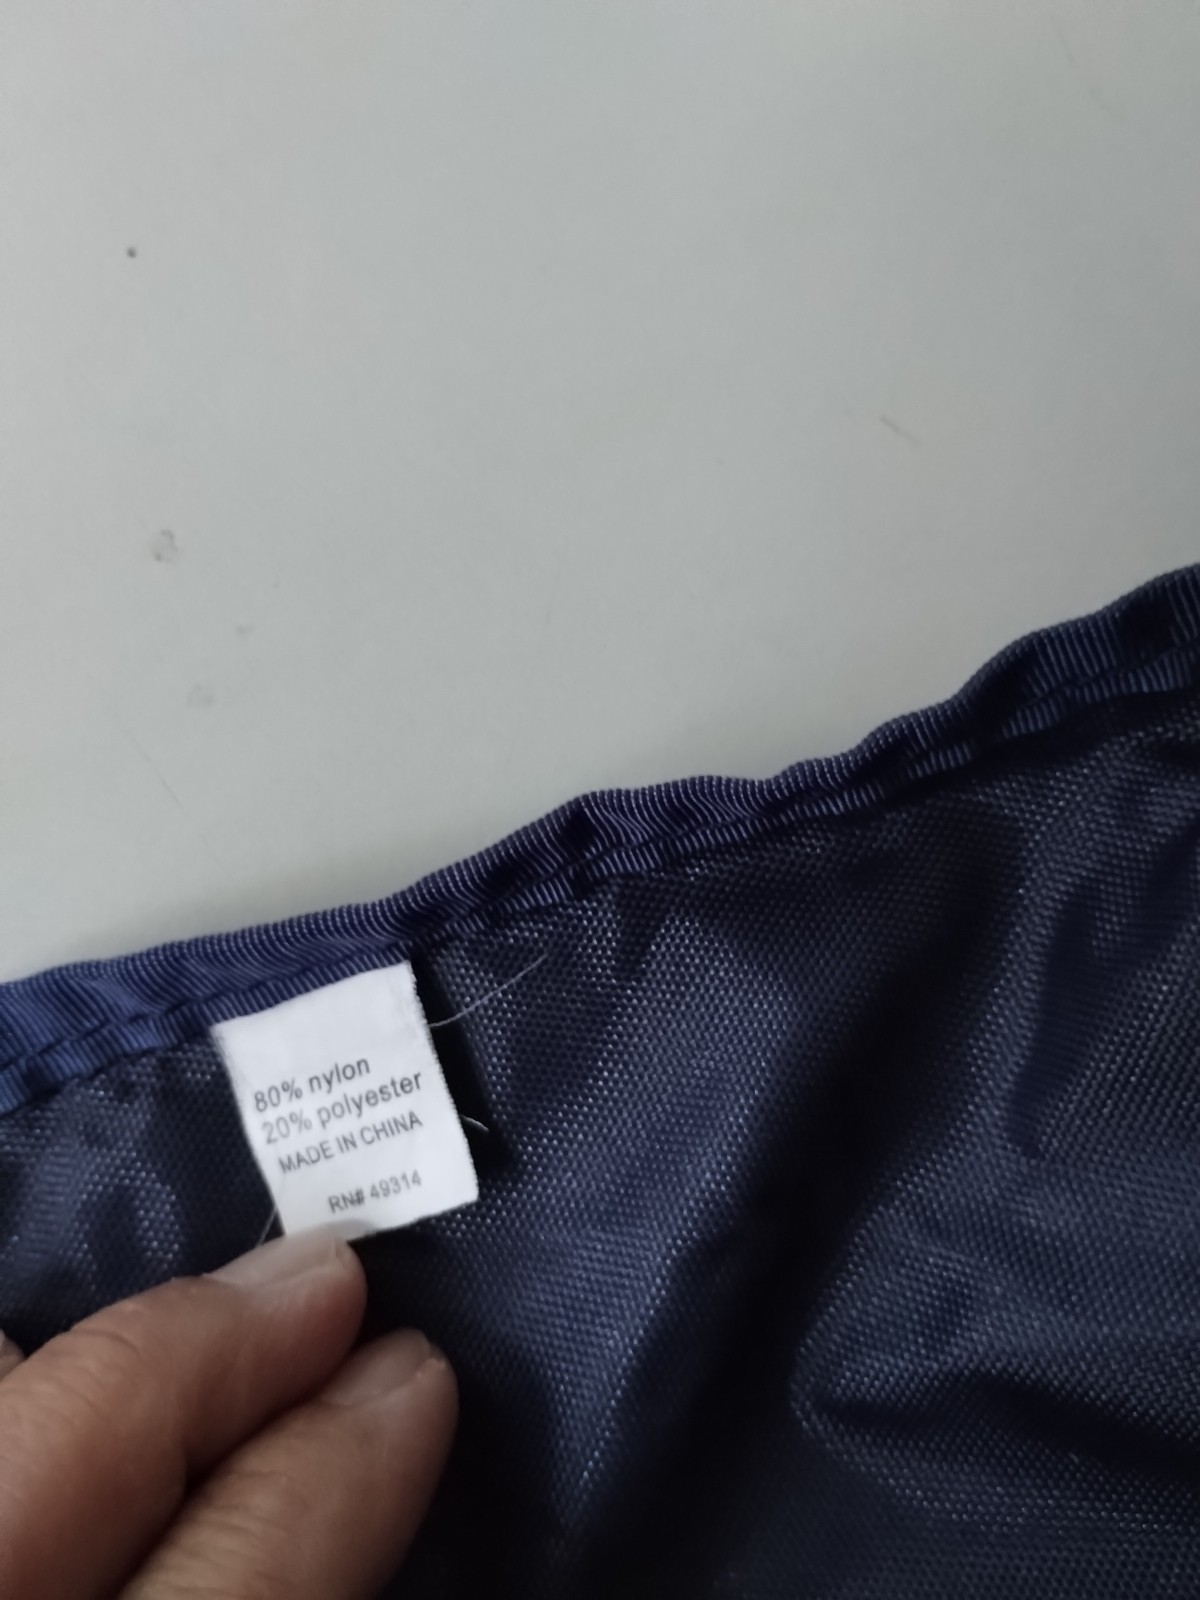 80% nylon
20% polyester
MADE IN CHINA
RN# 49314